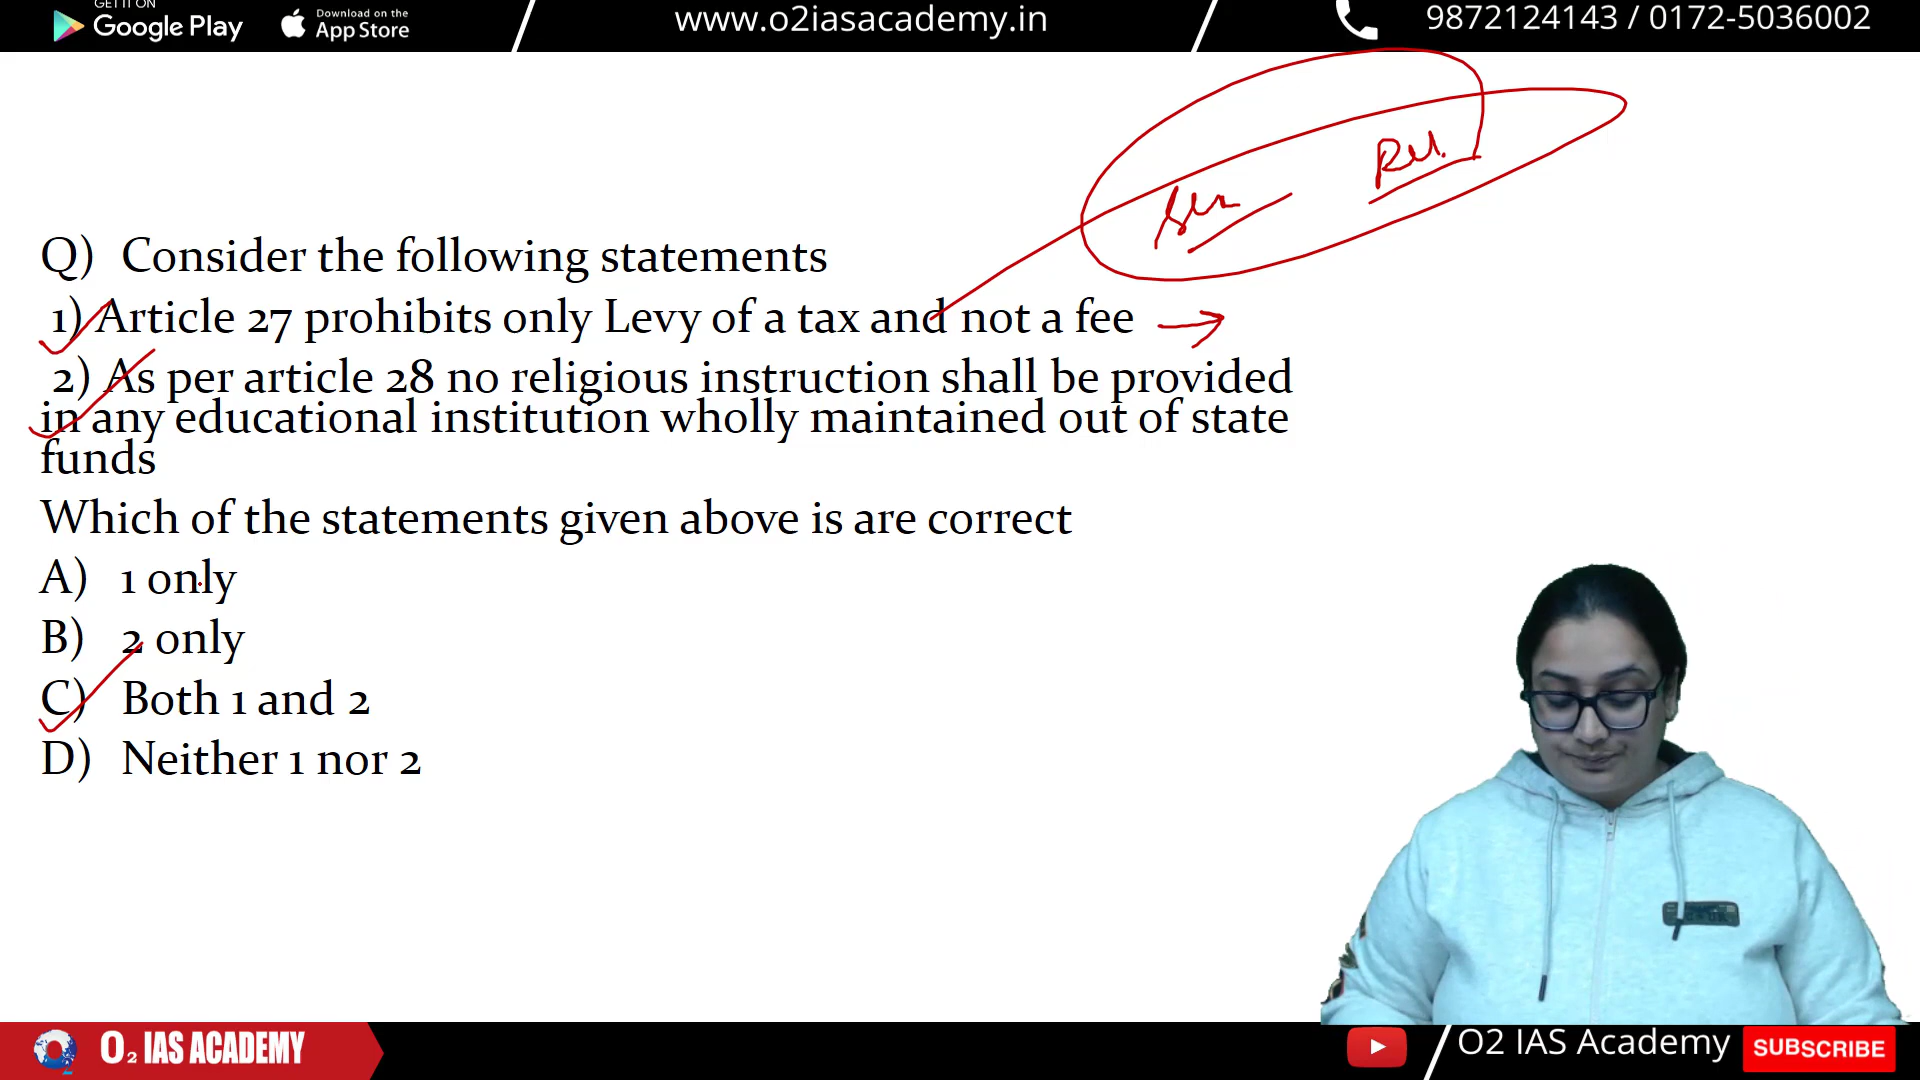 GET IT ON
Google Play
Download on the
App Store
www.o2iasacademy.in
9872124143 / 0172-5036002
Rel.
Q) Consider the following statements
1) Article 27 prohibits only Levy of a tax and not a fee
2) As per article 28 no religious instruction shall be provided
in any educational institution wholly maintained out of state
funds
Which of the statements given above is are correct
A) 1 only
B) 2 only
C) Both 1 and 2
D) Neither 1 nor 2
O2 IAS ACADEMY
O2 IAS Academy
SUBSCRIBE